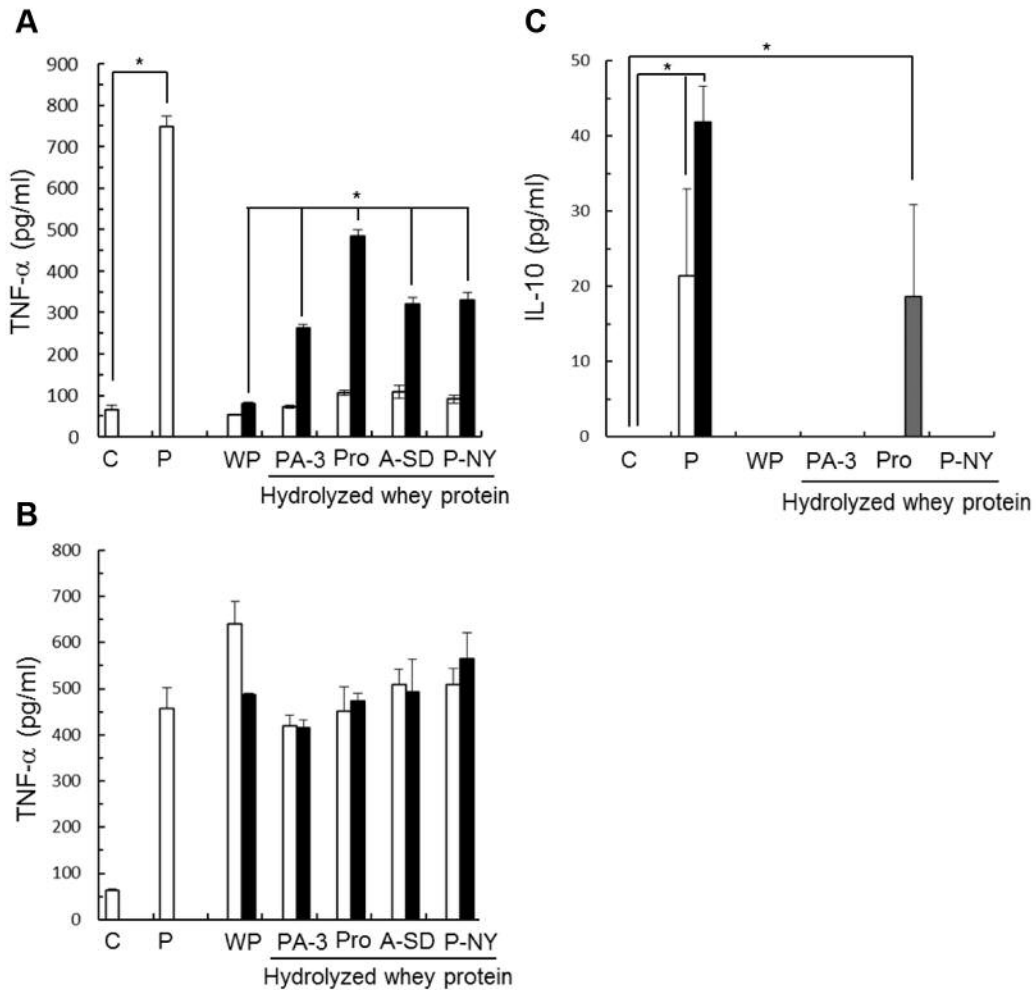 A
TNF-α (pg/ml)
900
800
700
600
500
400
300
200
100
0
*
*
C P WP PA-3 Pro A-SD P-NY
Hydrolyzed whey protein
B
TNF-α (pg/ml)
800
700
600
500
400
300
200
100
0
C P WP PA-3 Pro A-SD P-NY
Hydrolyzed whey protein
C
IL-10 (pg/ml)
50
40
30
20
10
0
*
*
C P WP PA-3 Pro P-NY
Hydrolyzed whey protein